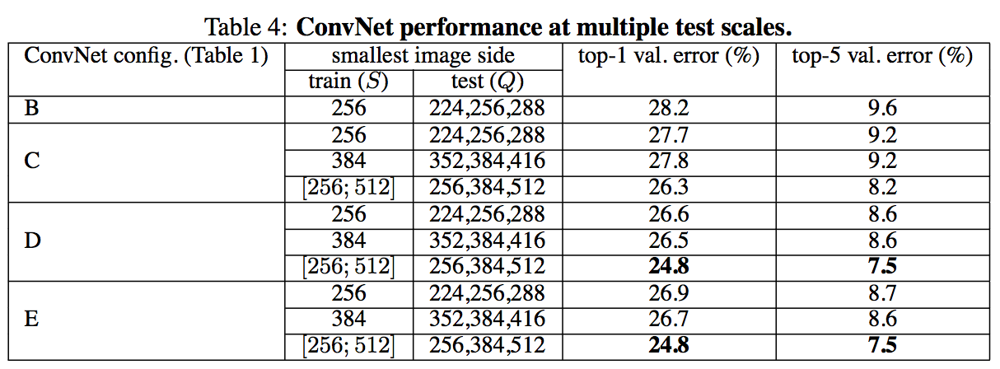 Table 4: ConvNet performance at multiple test scales.
ConvNet config. (Table 1) smallest image side top-1 val. error (%) top-5 val. error (%)
train (S) test (Q)
B 256 224,256,288 28.2 9.6
256 224,256,288 27.7 9.2
C 384 352,384,416 27.8 9.2
[256; 512] 256,384,512 26.3 8.2
256 224,256,288 26.6 8.6
D 384 352,384,416 26.5 8.6
[256; 512] 256,384,512 24.8 7.5
256 224,256,288 26.9 8.7
E 384 352,384,416 26.7 8.6
[256; 512] 256,384,512 24.8 7.5